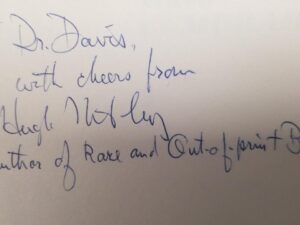 Dr. Davis,
with cheers from
Hugh
Author of Rare and Out-of-print B